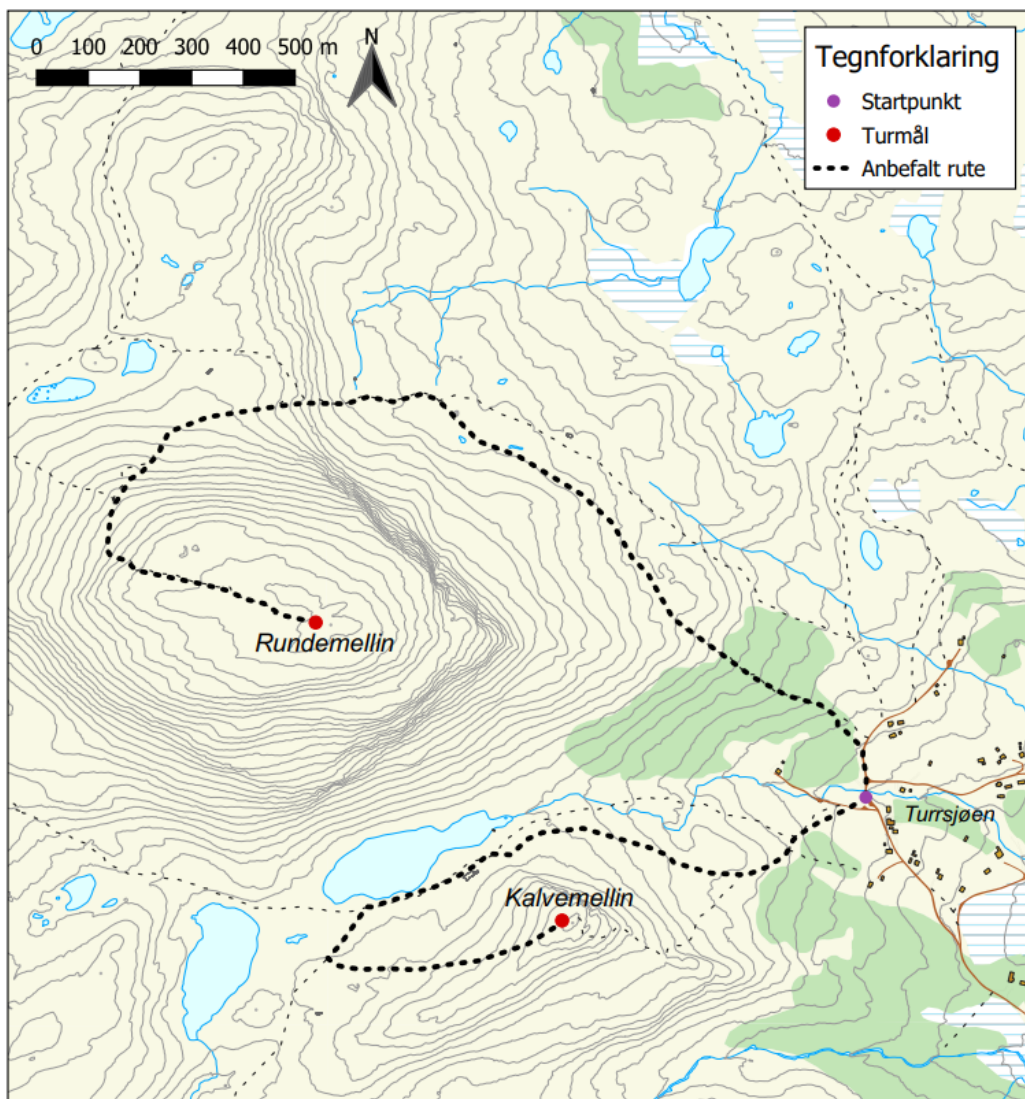 0 100 200 300 400 500 m
N
Tegnforklaring
Startpunkt
Turmål
Anbefalt rute
Rundemellin
Turrsjøen
Kalvemellin